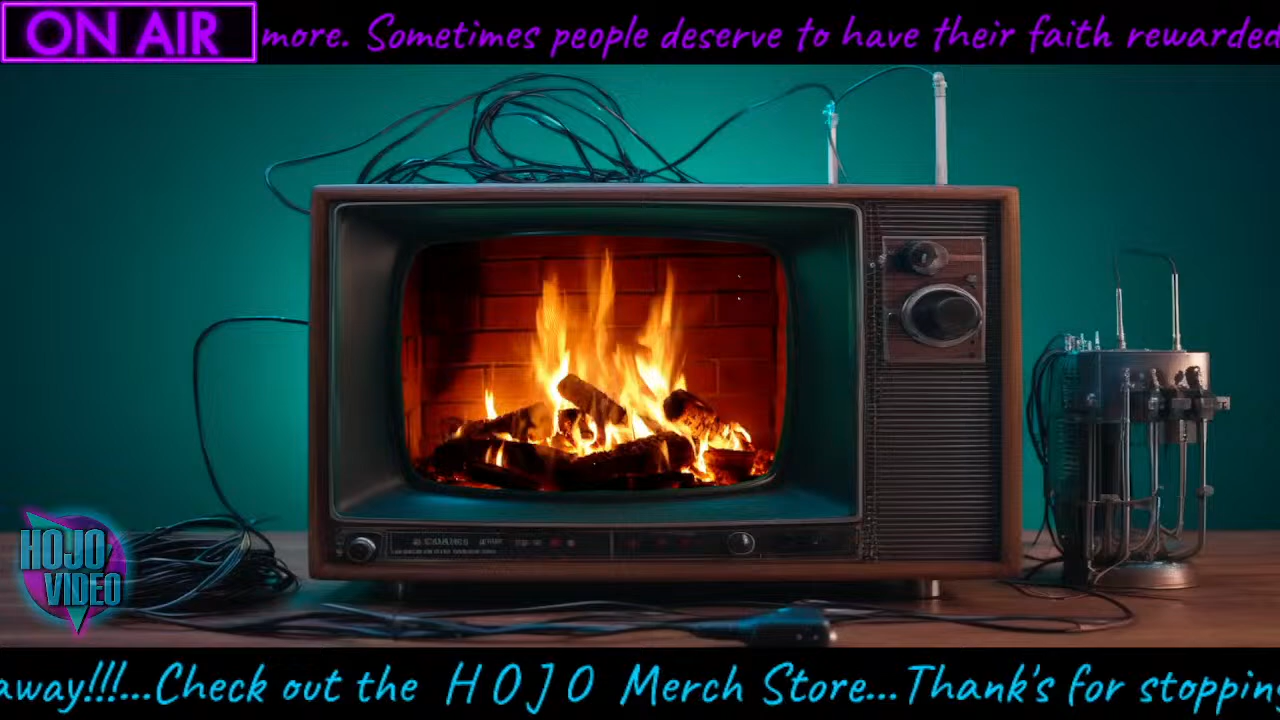 ON AIR
more. Sometimes people deserve to have their faith rewarded
HOJO
VIDEO
away!!!...Check out the HOJO Merch Store...Thank's for stopping